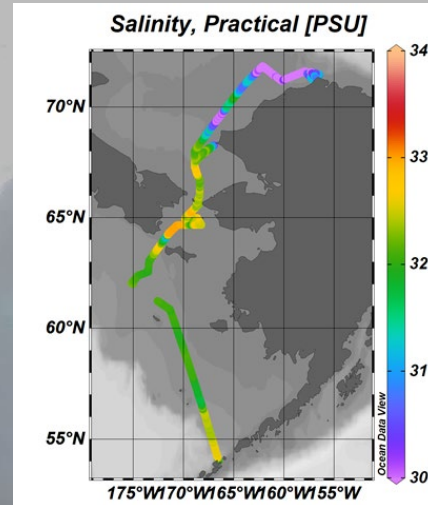 Salinity, Practical [PSU]
70°N
65°N
60°N
55°N
175°W170°W165°W160°W155°W
34
33
32
31
30
Ocean Data View